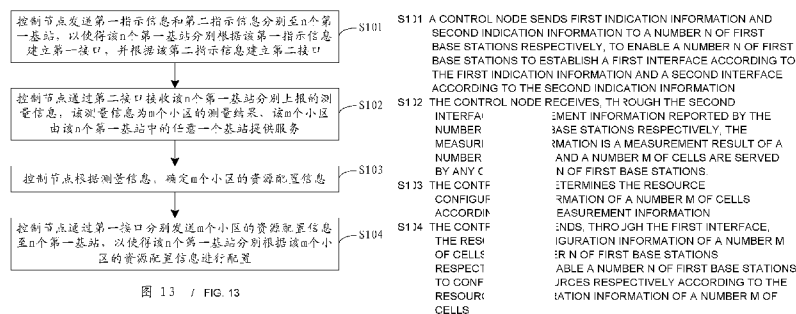 控制节点发送第一指示信息和第二指示信息分别至n个第
一基站，以使得该n个第一基站分别根据该第一指示信息
建立第一接口，并根据该第二指示信息建立第二接口
S101
控制节点通过第二接口接收该n个第一基站分别上报的测
量信息，该测量信息为m个小区的测量结果，该m个小区
由该n个第一基站中的任意一个基站提供服务
S102
控制节点根据测量信息，确定m个小区的资源配置信息
S103
控制节点通过第一接口分别发送m个小区的资源配置信息
至n个第一基站，以使得该n个第一基站分别根据该m个小
区的资源配置信息进行配置
S104
图 13 / FIG. 13
S101 A CONTROL NODE SENDS FIRST INDICATION INFORMATION AND
SECOND INDICATION INFORMATION TO A NUMBER N OF FIRST
BASE STATIONS RESPECTIVELY, TO ENABLE A NUMBER N OF FIRST
BASE STATIONS TO ESTABLISH A FIRST INTERFACE ACCORDING TO
THE FIRST INDICATION INFORMATION AND A SECOND INTERFACE
ACCORDING TO THE SECOND INDICATION INFORMATION
S102 THE CONTROL NODE RECEIVES, THROUGH THE SECOND
EMENT INFORMATION REPORTED BY THE
NUMBER BASE STATIONS RESPECTIVELY, THE
RMATION IS A MEASUREMENT RESULT OF A
NUMBER AND A NUMBER M OF CELLS ARE SERVED
BY ANY N OF FIRST BASE STATIONS.
S103 THE ETERMINES THE RESOURCE
RMATION OF A NUMBER M OF CELLS
EASUREMENT INFORMATION
S104 THE ENDS, THROUGH THE FIRST INTERFACE,
THE IGURATION INFORMATION OF A NUMBER M
OF CELLS ER N OF FIRST BASE STATIONS
ABLE A NUMBER N OF FIRST BASE STATIONS
TO URCES RESPECTIVELY ACCORDING TO THE
RATION INFORMATION OF A NUMBER M OF
CELLS